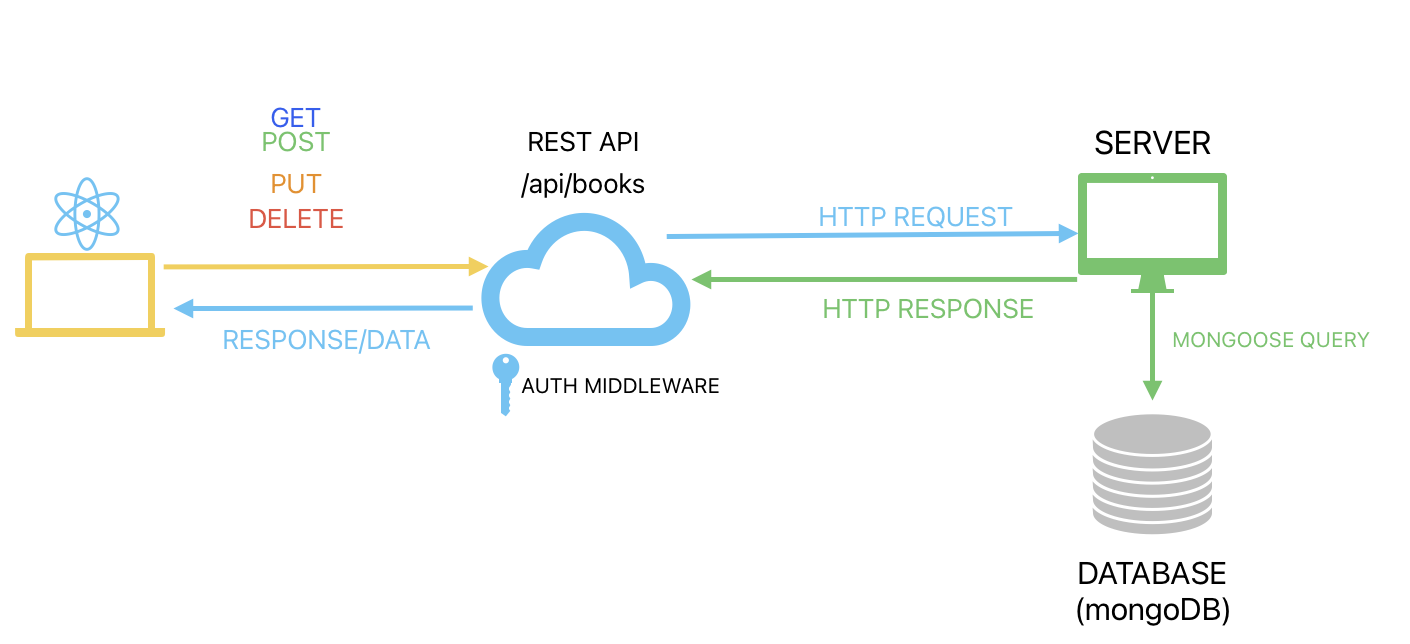 GET
POST
PUT
DELETE
RESPONSE/DATA
REST API
/api/books
AUTH MIDDLEWARE
HTTP REQUEST
HTTP RESPONSE
SERVER
MONGOOSE QUERY
DATABASE
(mongoDB)